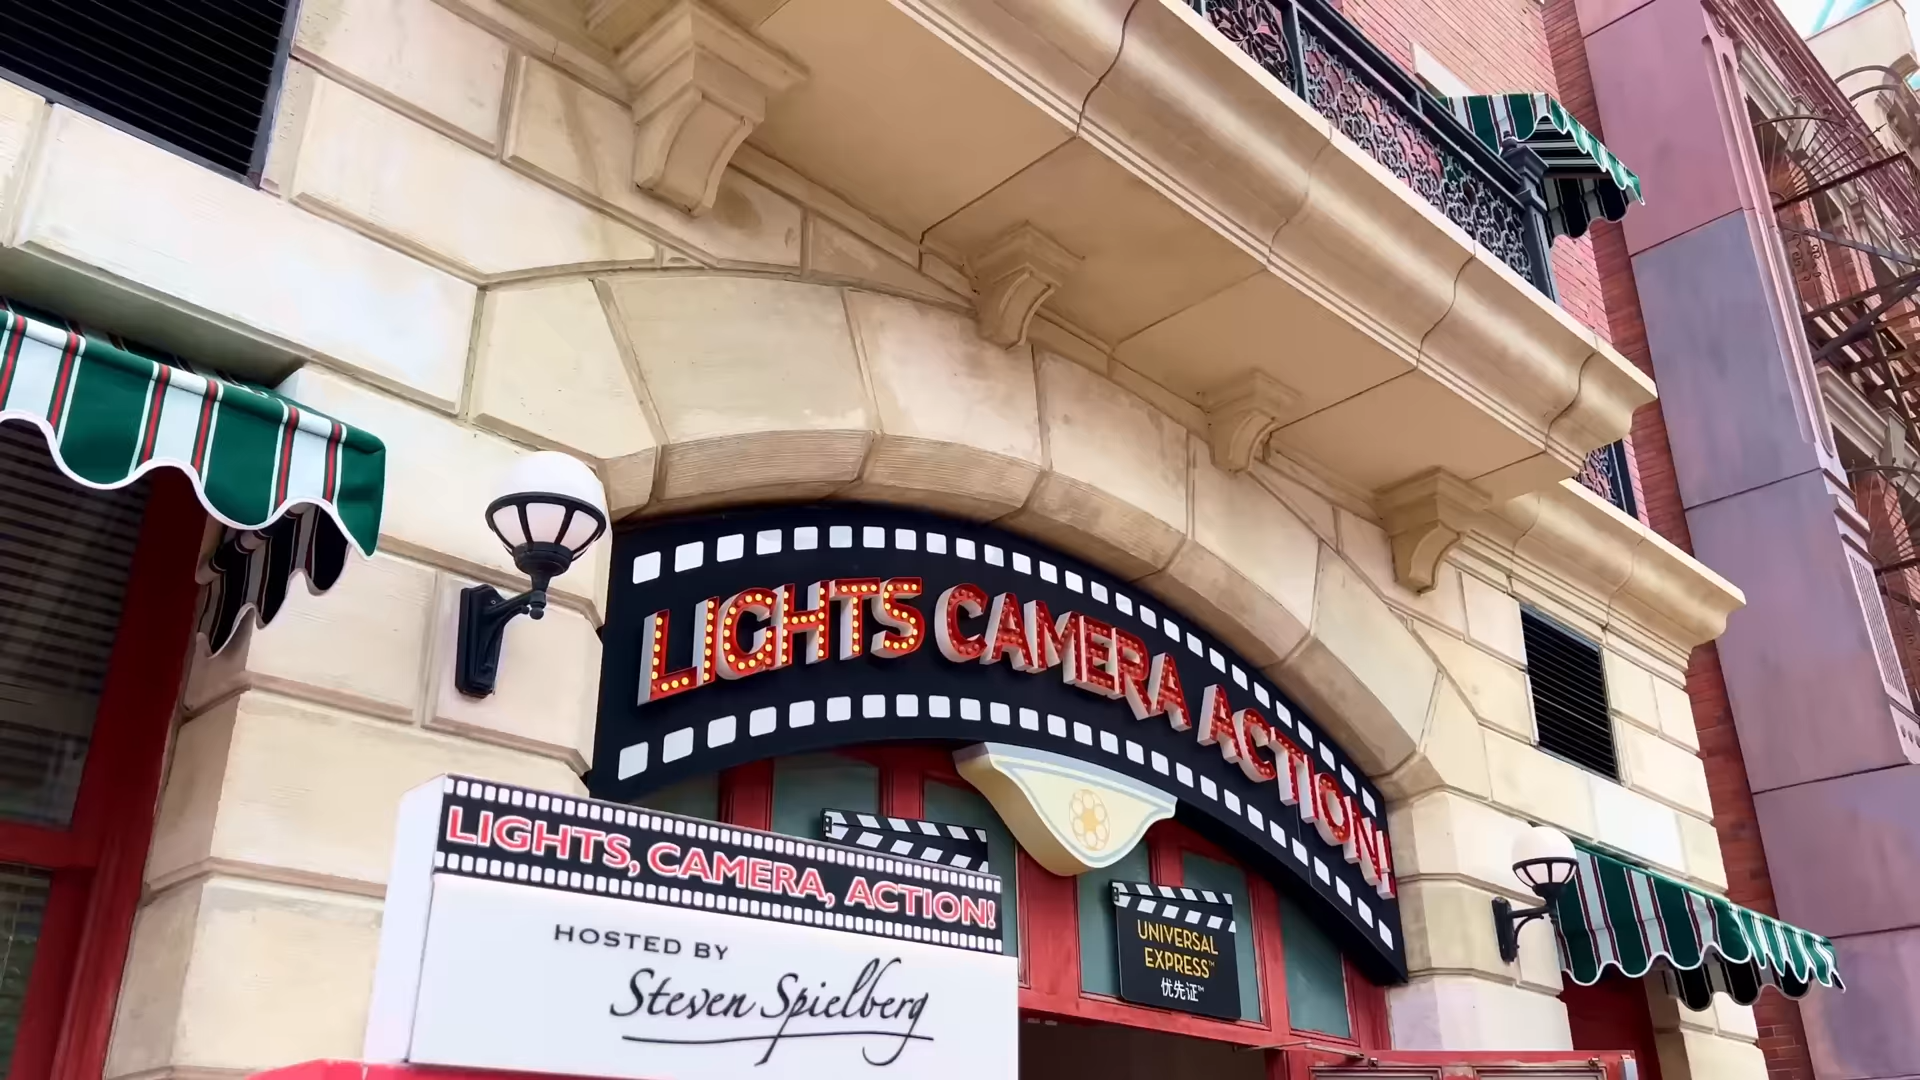 LIGHTS CAMERA ACTION!
LIGHTS, CAMERA, ACTION!
HOSTED BY
Steven Spielberg
UNIVERSAL
EXPRESS™
优先证™